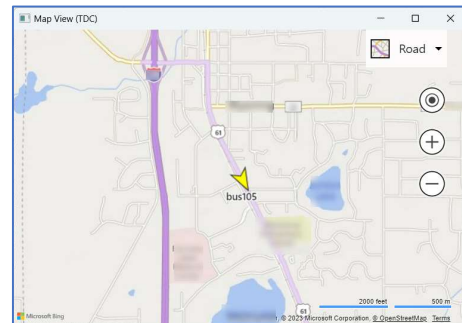 Map View (TDC)
Road
61
bus105
61
2000 feet
500 m
Microsoft Bing
© 2023 Microsoft Corporation, © OpenStreetMap Terms